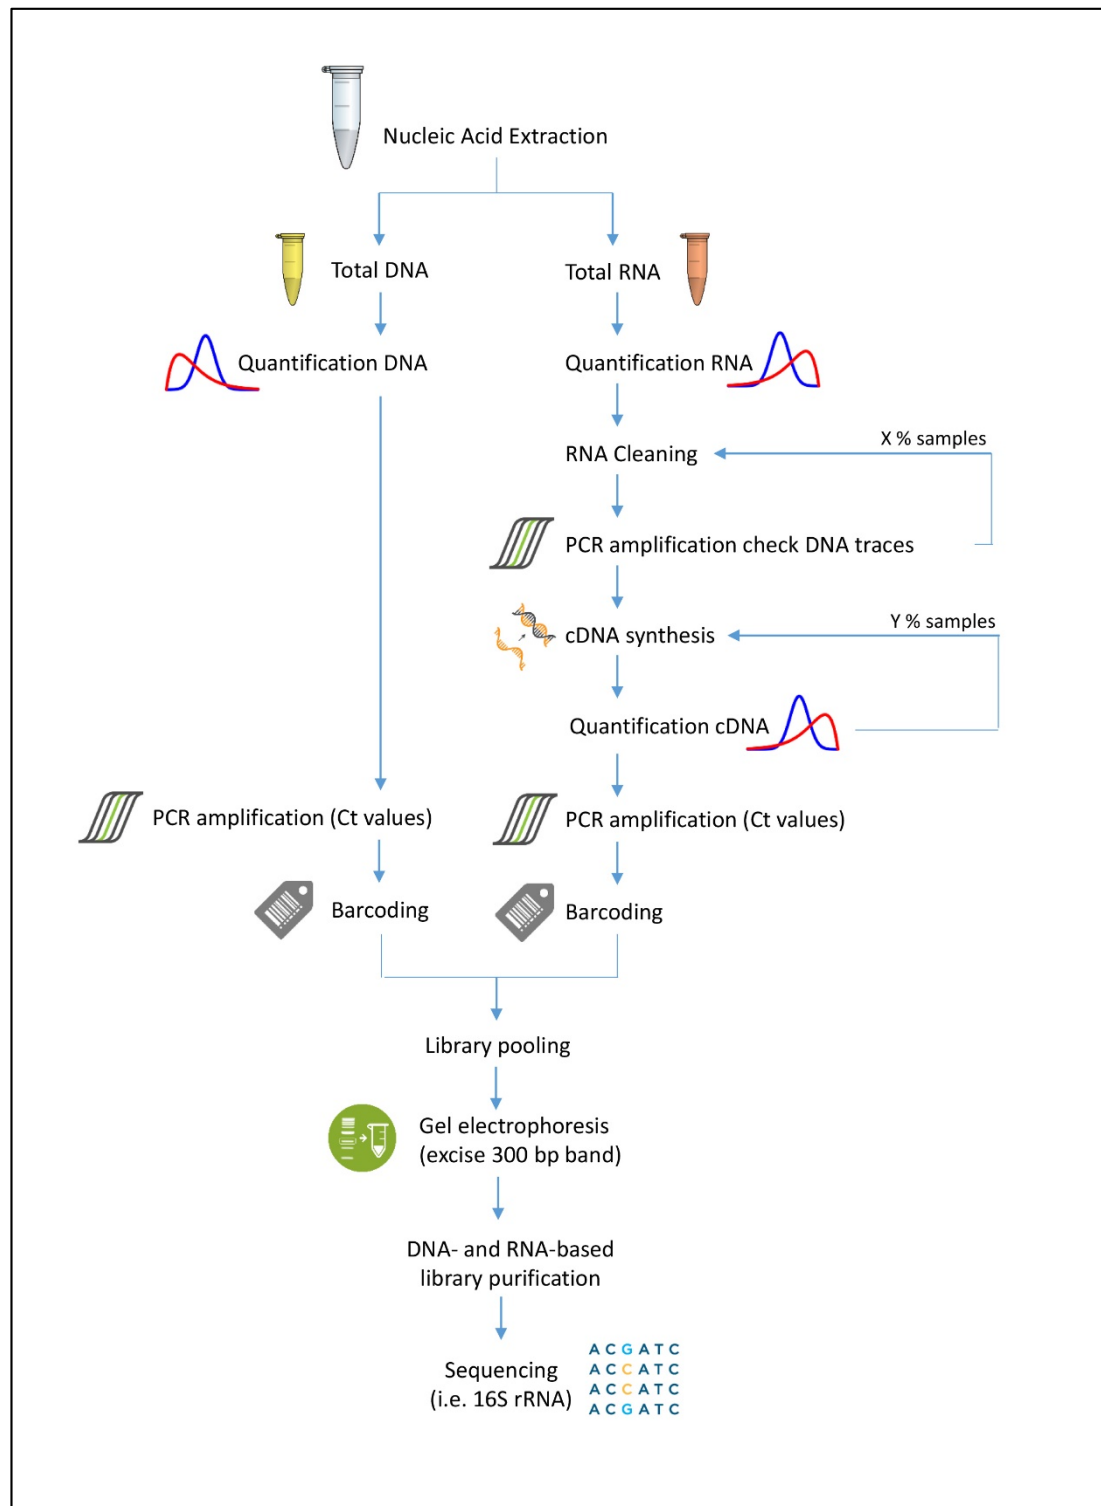 Nucleic Acid Extraction
Total DNA
Total RNA
Quantification DNA
Quantification RNA
X % samples
RNA Cleaning
PCR amplification check DNA traces
Y % samples
cDNA synthesis
Quantification cDNA
PCR amplification (Ct values)
PCR amplification (Ct values)
Barcoding
Barcoding
Library pooling
Gel electrophoresis
(excise 300 bp band)
DNA- and RNA-based
library purification
Sequencing
(i.e. 16S rRNA)
ACGATC
ACCATC
ACCATC
ACGATC